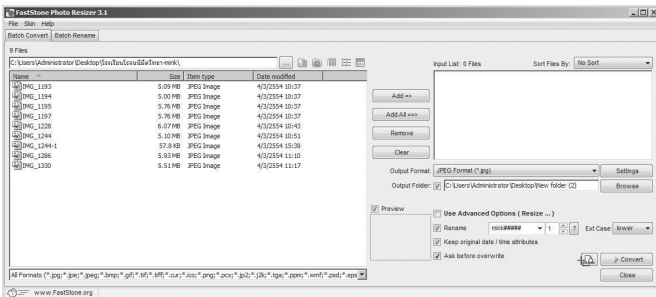 FastStone Photo Resizer 3.1
File Skin Help
Batch Convert Batch Rename
9 Files
C:\Users\Administrator\Desktop\โรงเรียนโรจนนิมิตวิทยา-mink\ ...
Input List: 0 Files Sort Files By: No Sort
Name Size Item type Date modified
IMG_1193 5.09 MB JPEG Image 4/3/2554 10:37
IMG_1194 5.00 MB JPEG Image 4/3/2554 10:37
IMG_1195 5.76 MB JPEG Image 4/3/2554 10:37
IMG_1197 5.76 MB JPEG Image 4/3/2554 10:37
IMG_1228 6.07 MB JPEG Image 4/3/2554 10:43
IMG_1244 5.10 MB JPEG Image 4/3/2554 10:51
IMG_1244-1 57.8 KB JPEG Image 4/3/2554 15:39
IMG_1286 5.93 MB JPEG Image 4/3/2554 11:10
IMG_1330 5.51 MB JPEG Image 4/3/2554 11:17
Add =>
Add All ==>
Remove
Clear
Output Format: JPEG Format (*.jpg) Settings
Output Folder: C:\Users\Administrator\Desktop\New folder (2) Browse
Preview
Use Advanced Options ( Resize ... )
Rename mink##### 1 ? Ext Case: lower
Keep original date / time attributes
Ask before overwrite
Convert
All Formats (*.jpg;*.jpe;*.jpeg;*.bmp;*.gif;*.tif;*.tiff;*.cur;*.ico;*.png;*.pcx;*.jp2;*.j2k;*.tga;*.ppm;*.wmf;*.psd;*.eps
Close
www.FastStone.org